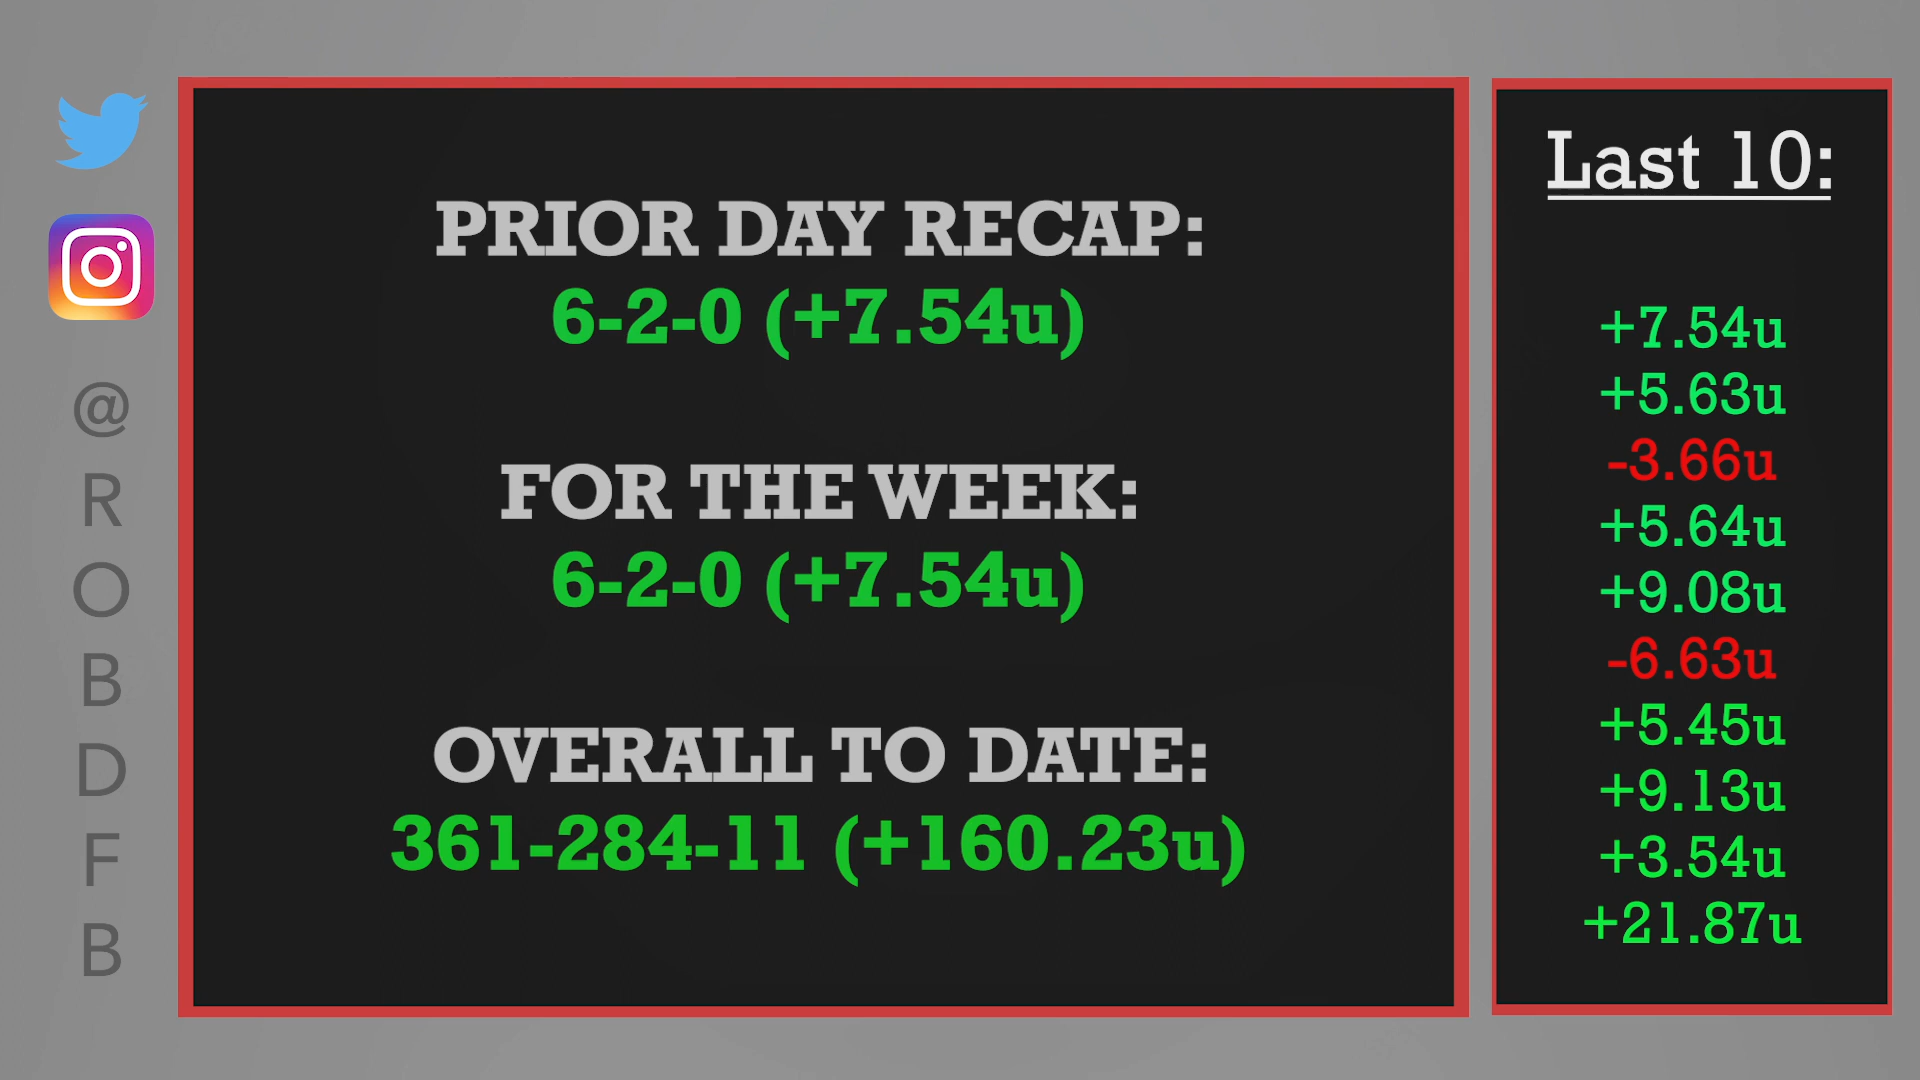 @
R
O
B
D
F
B
PRIOR DAY RECAP:
6-2-0 (+7.54u)
FOR THE WEEK:
6-2-0 (+7.54u)
OVERALL TO DATE:
361-284-11 (+160.23u)
Last 10:
+7.54u
+5.63u
-3.66u
+5.64u
+9.08u
-6.63u
+5.45u
+9.13u
+3.54u
+21.87u